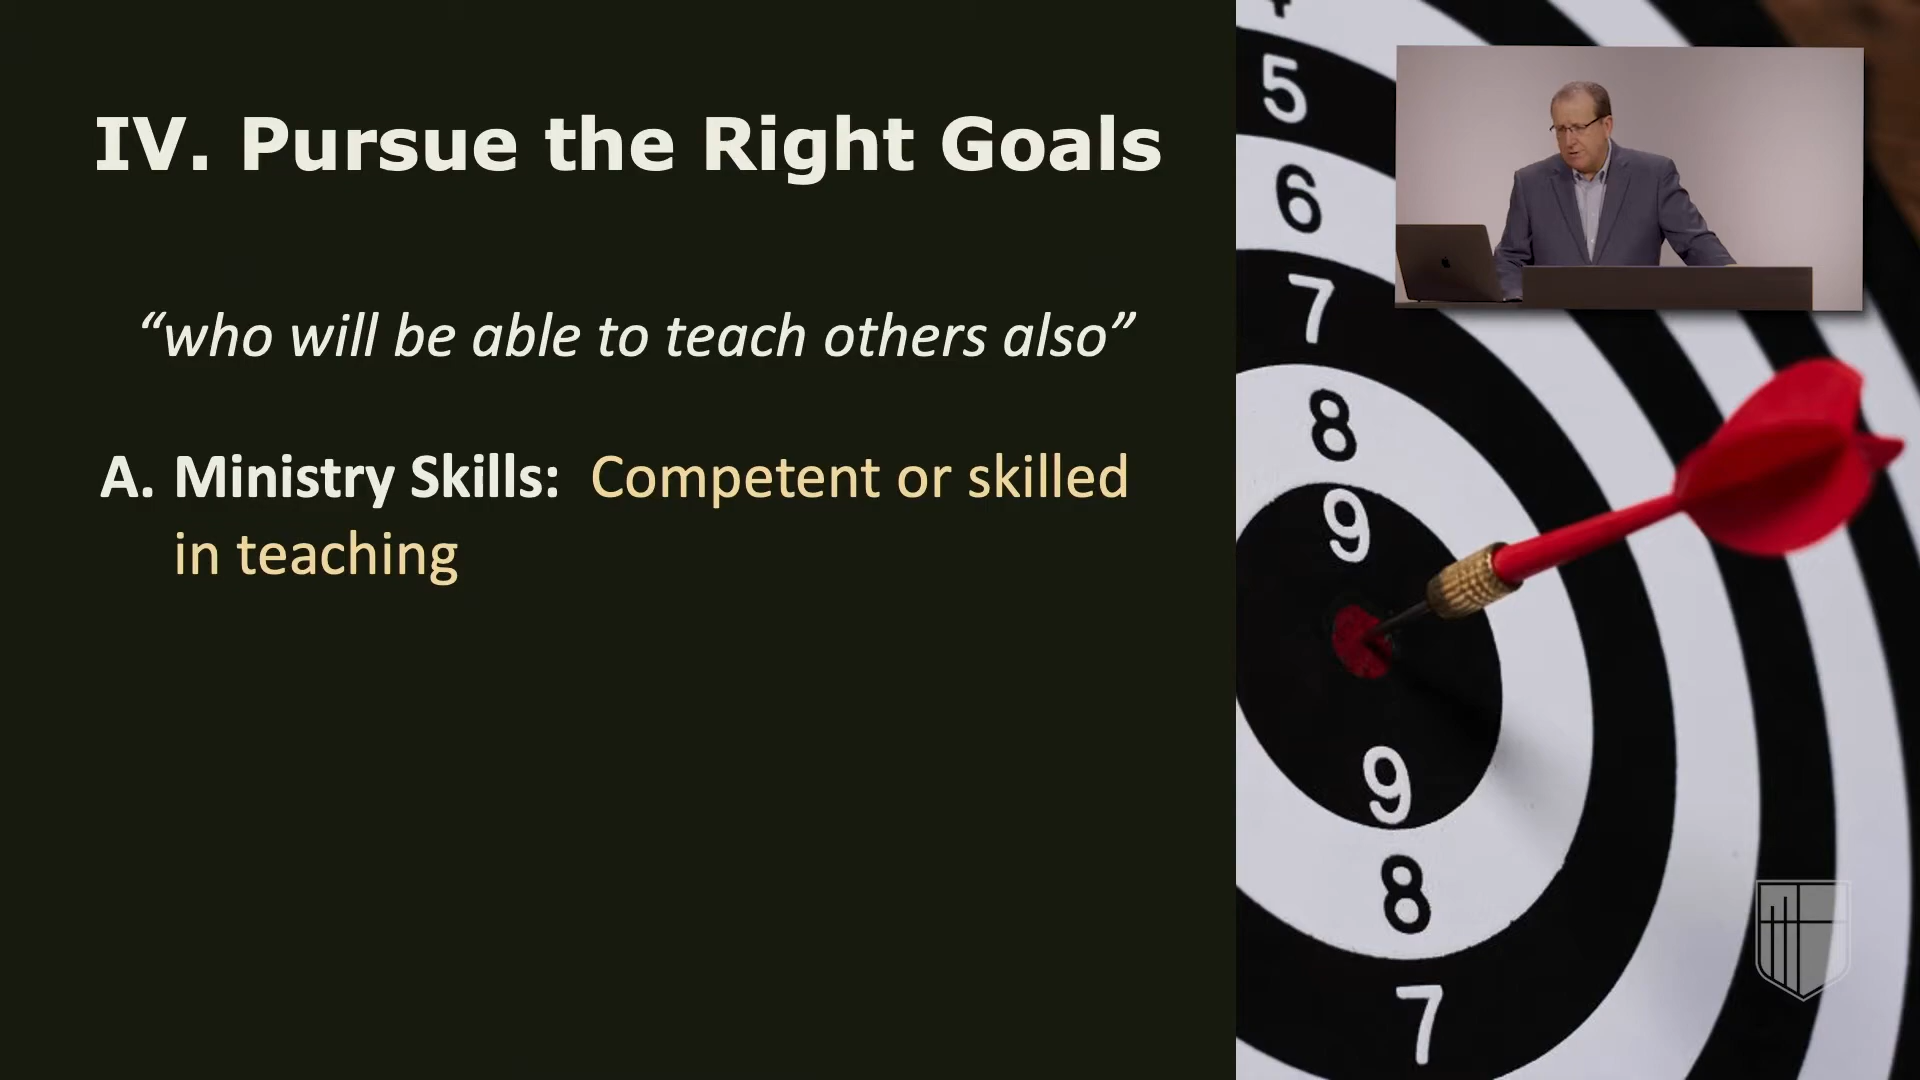 IV. Pursue the Right Goals
“who will be able to teach others also”
A. Ministry Skills: Competent or skilled
in teaching
5
6
7
8
9
9
8
7